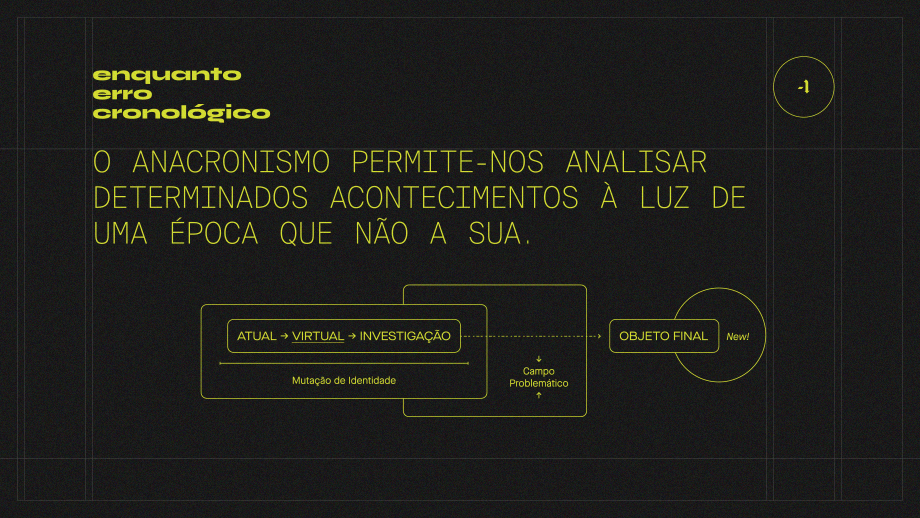 enquanto
erro
cronológico
-1
O ANACRONISMO PERMITE-NOS ANALISAR
DETERMINADOS ACONTECIMENTOS À LUZ DE
UMA ÉPOCA QUE NÃO A SUA.
ATUAL → VIRTUAL → INVESTIGAÇÃO
Mutação de Identidade
↓
Campo
Problemático
↑
OBJETO FINAL
New!